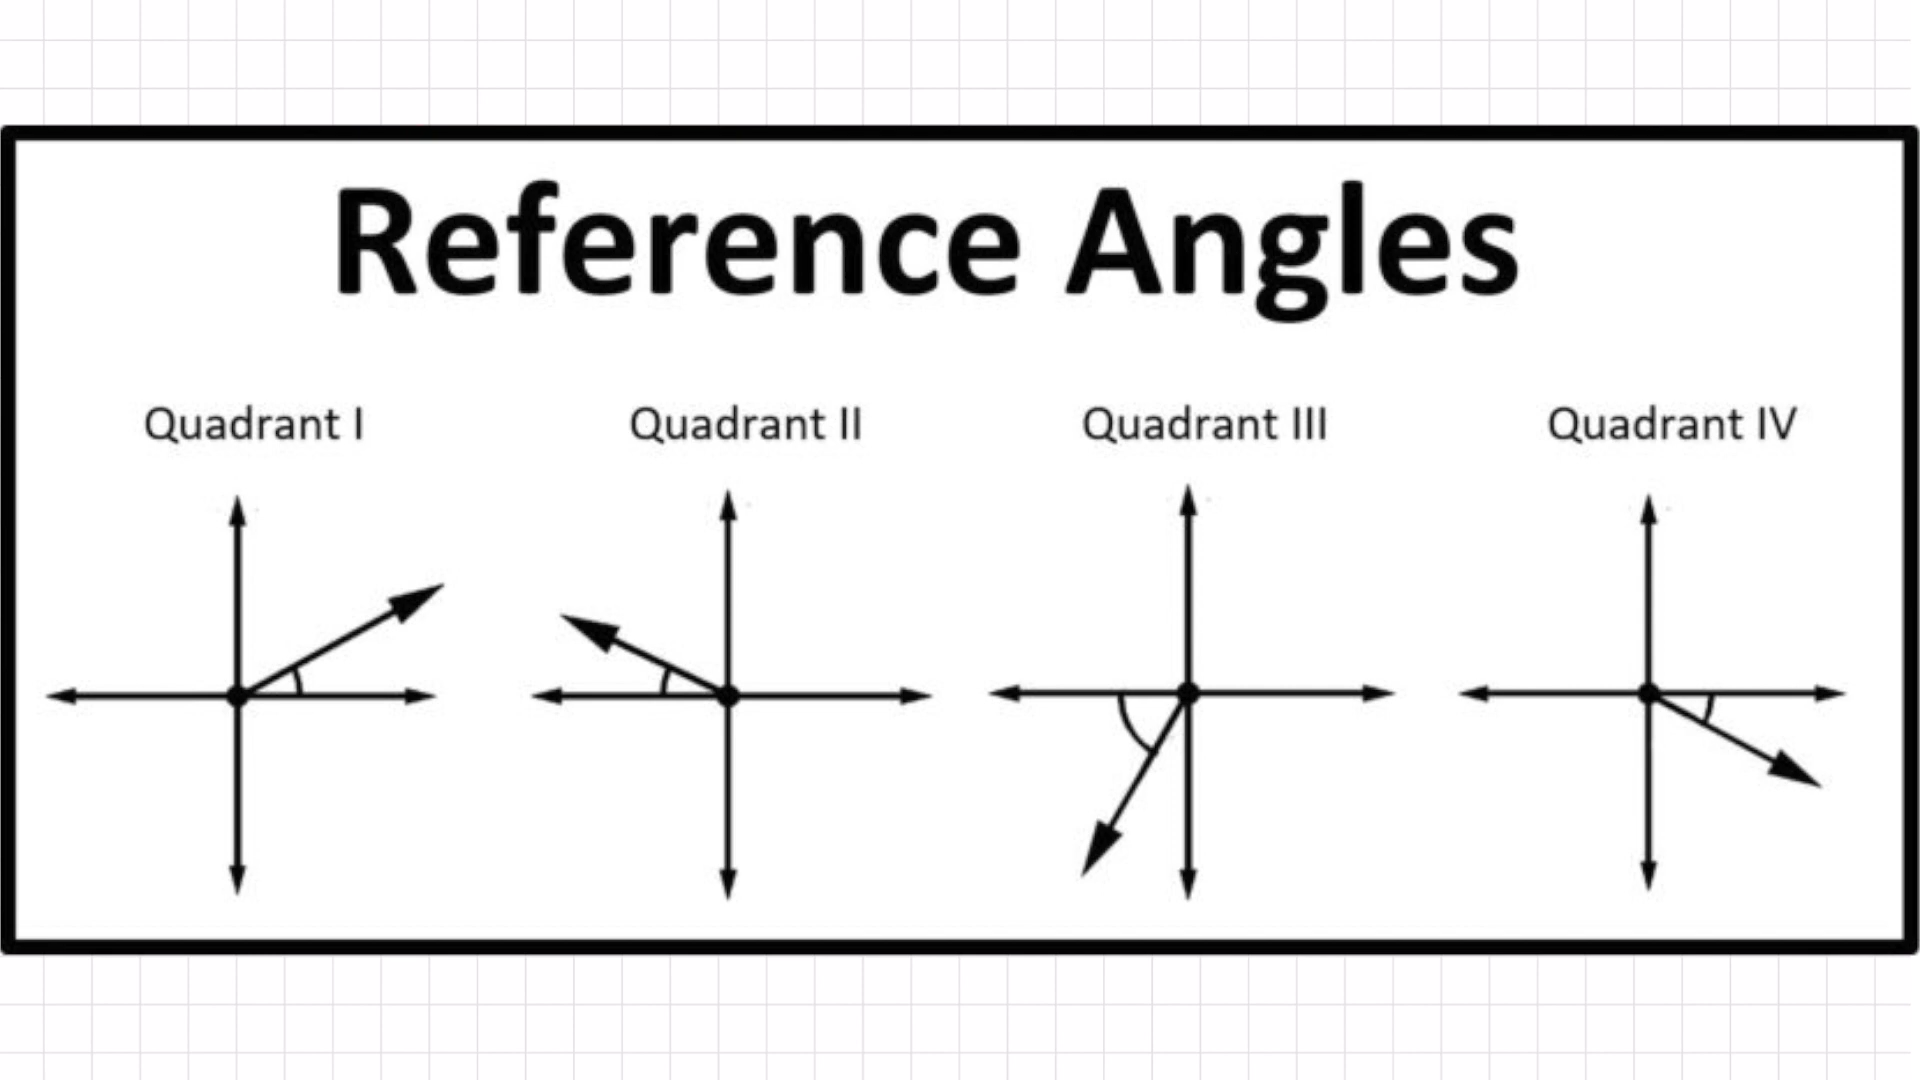 Reference Angles
Quadrant I
Quadrant II
Quadrant III
Quadrant IV